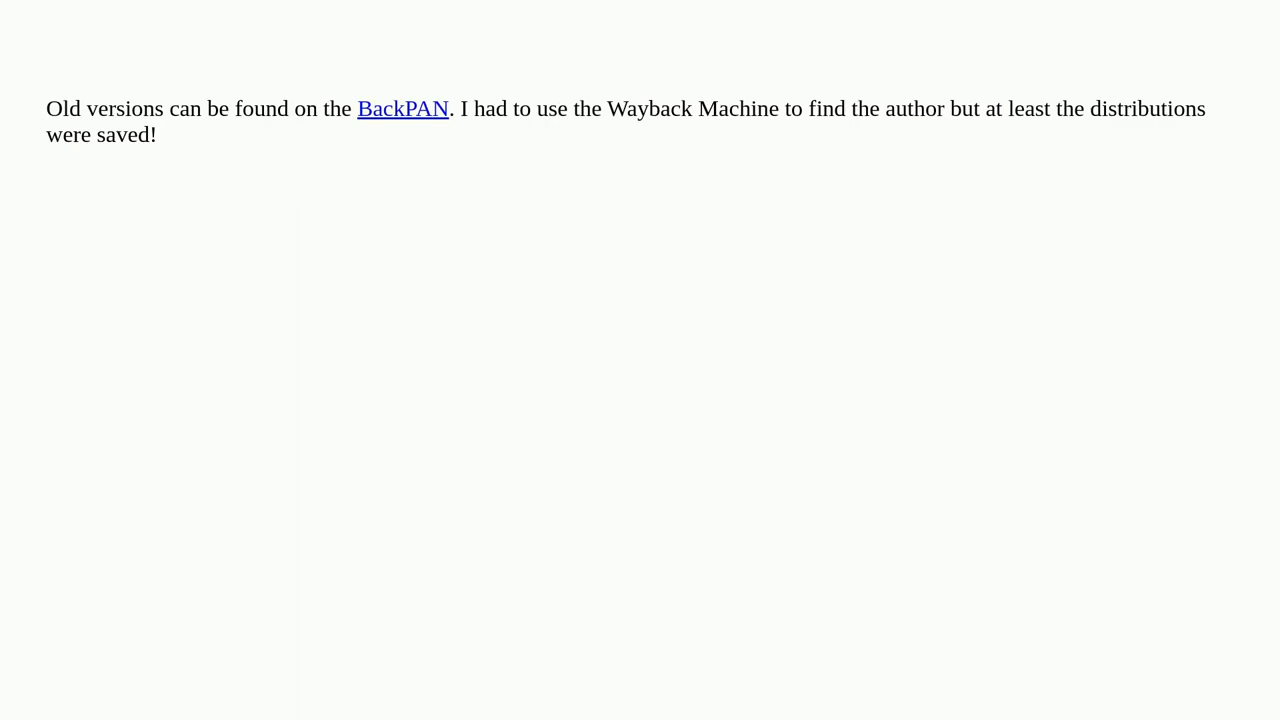 Old versions can be found on the BackPAN. I had to use the Wayback Machine to find the author but at least the distributions
were saved!